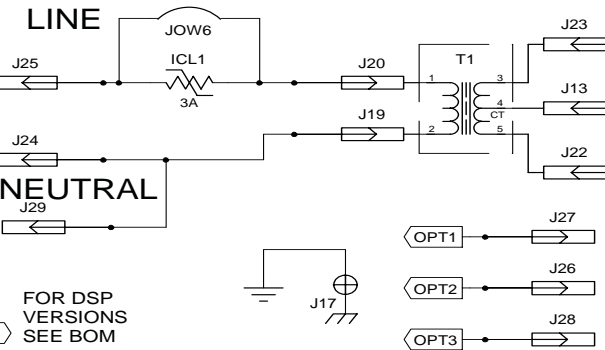 LINE
JOW6
J23
J25
ICL1
J20
T1
1
3
3A
J13
4
CT
J19
2
5
J24
J22
NEUTRAL
J29
J27
OPT1
J26
OPT2
J17
FOR DSP
VERSIONS
SEE BOM
J28
OPT3